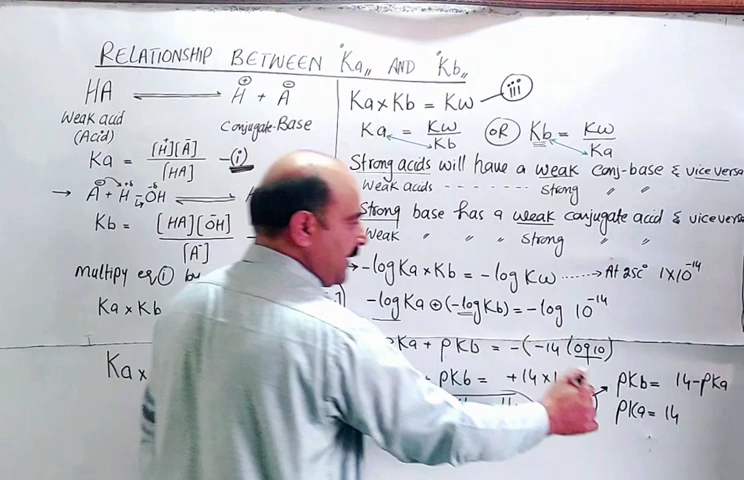 RELATIONSHIP BETWEEN "Ka" AND "Kb"
HA ⇌ H⁺ + A⁻
Weak acid
(Acid)
Conjugate-Base
Ka = [H⁺][A⁻] / [HA] - (i)
→ A⁻ + H⁺δ OH⁻δ ⇌ H
Kb = [HA][OH⁻] / [A⁻]
multipy eq (i) by
Ka × Kb
Ka ×
Ka × Kb = Kw — (iii)
Ka = Kw / Kb (OR) Kb = Kw / Ka
Strong acids will have a weak conj-base & vice versa
Weak acids - - - - - - - strong " "
Strong base has a weak conjugate acid & vice versa
Weak " " " Strong " "
→ -log Ka × Kb = -log Kw ........→ At 25C° 1×10⁻¹⁴
-log Ka ⊕ (-log Kb) = -log 10⁻¹⁴
Ka + pKb = -(-14 log10)
pKb = +14 ×
pKb = 14 - pKa
pKa = 14